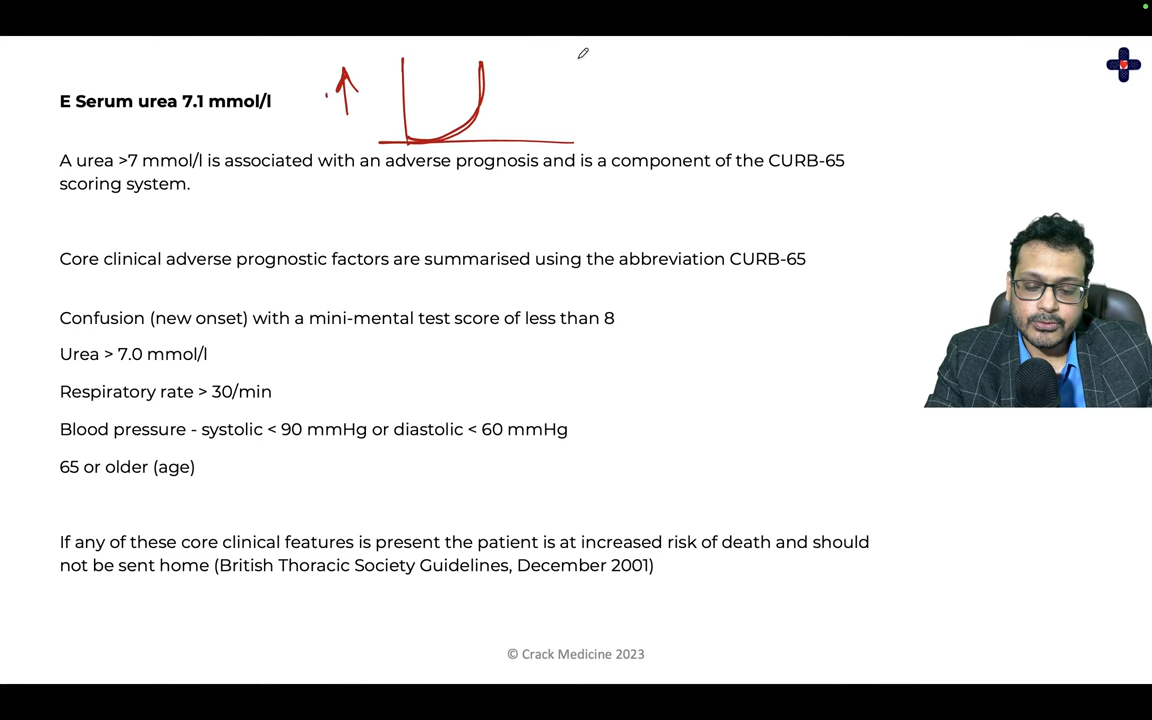 E Serum urea 7.1 mmol/l
U
A urea >7 mmol/l is associated with an adverse prognosis and is a component of the CURB-65
scoring system.
Core clinical adverse prognostic factors are summarised using the abbreviation CURB-65
Confusion (new onset) with a mini-mental test score of less than 8
Urea > 7.0 mmol/l
Respiratory rate > 30/min
Blood pressure - systolic < 90 mmHg or diastolic < 60 mmHg
65 or older (age)
If any of these core clinical features is present the patient is at increased risk of death and should
not be sent home (British Thoracic Society Guidelines, December 2001)
© Crack Medicine 2023